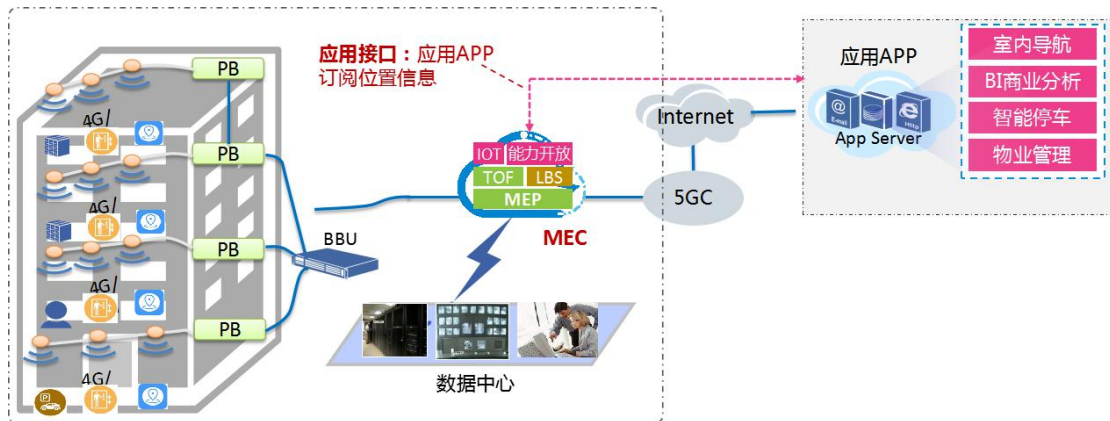 应用接口：应用APP
订阅位置信息
PB
4G/
PB
4G/
PB
4G/
PB
4G/
P
BBU
IOT
能力开放
TOF
LBS
MEP
MEC
数据中心
Internet
5GC
应用APP
@
E-mail
Http
App Server
室内导航
BI商业分析
智能停车
物业管理